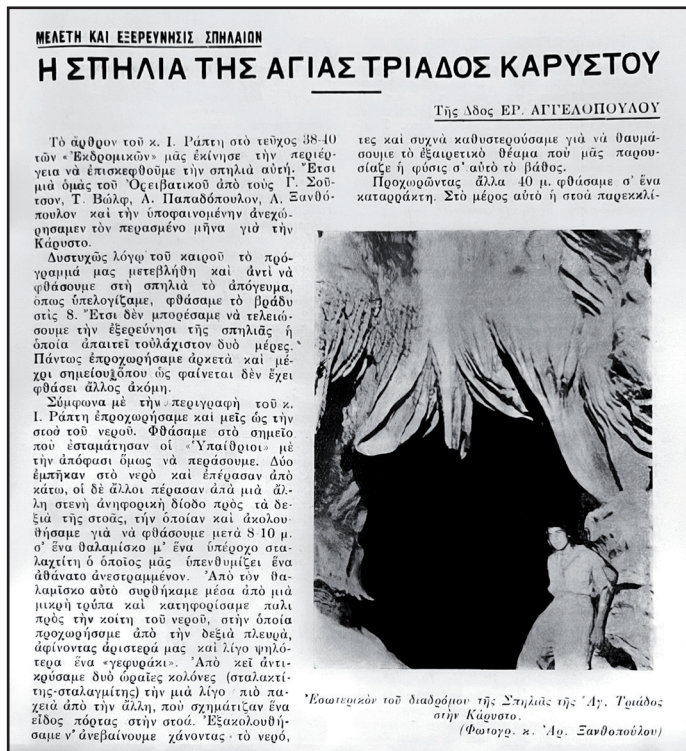 ΜΕΛΕΤΗ ΚΑΙ ΕΞΕΡΕΥΝΗΣΙΣ ΣΠΗΛΑΙΩΝ
Η ΣΠΗΛΙΑ ΤΗΣ ΑΓΙΑΣ ΤΡΙΑΔΟΣ ΚΑΡΥΣΤΟΥ
Τῆς Δδος ΕΡ. ΑΓΓΕΛΟΠΟΥΛΟΥ
Τὸ ἄρθρον τοῦ κ. Ι. Ράπτη στὸ τεῦχος 38-40
τῶν «Ἐκδρομικῶν» μᾶς ἐκίνησε τὴν περιέρ-
γεια νὰ ἐπισκεφθοῦμε τὴν σπηλιὰ αὐτή. Ἔτσι
μιὰ ὁμὰς τοῦ Ὀρειβατικοῦ ἀπὸ τοὺς Γ. Σοῦ-
τσον, Τ. Βώλφ, Α. Παπαδόπουλον, Λ. Ξανθό-
πουλον καὶ τὴν ὑποφαινομένην ἀνεχώ-
ρήσαμεν τὸν περασμένο μῆνα γιὰ τὴν
Κάρυστο.
Δυστυχῶς λόγῳ τοῦ καιροῦ τὸ πρό-
γραμμά μας μετεβλήθη καὶ ἀντὶ νὰ
φθάσουμε στὴ σπηλιὰ τὸ ἀπόγευμα,
ὅπως ὑπελογίζαμε, φθάσαμε τὸ βράδυ
στὶς 8. Ἔτσι δὲν μπορέσαμε νὰ τελειώ-
σουμε τὴν ἐξερεύνησι τῆς σπηλιᾶς ἡ
ὁποία ἀπαιτεῖ τοὐλάχιστον δυὸ μέρες.
Πάντως ἐπροχωρήσαμε ἀρκετὰ καὶ μέ-
χρι σημείου ὅπου ὡς φαίνεται δὲν ἔχει
φθάσει ἄλλος ἀκόμη.
Σύμφωνα μὲ τὴν περιγραφὴ τοῦ κ.
Ι. Ράπτη ἐπροχωρήσαμε καὶ μεῖς ὡς τὴν
στοὰ τοῦ νεροῦ. Φθάσαμε στὸ σημεῖο
ποὺ ἐσταμάτησαν οἱ «Ὑπαίθριοι» μὲ
τὴν ἀπόφασι ὅμως νὰ περάσουμε. Δύο
ἐμπῆκαν στὸ νερὸ καὶ ἐπέρασαν ἀπὸ
κάτω, οἱ δὲ ἄλλοι πέρασαν ἀπὰ μιὰ ἄλ-
λη στενὴ ἀνηφορικὴ δίοδο πρὸς τὰ δε-
ξιὰ τῆς στοᾶς, τὴν ὁποίαν καὶ ἀκολου-
θήσαμε γιὰ νὰ φθάσουμε μετὰ 8-10 μ.
σ' ἕνα θαλαμίσκο μ' ἕνα ὑπέροχο στα-
λαχτίτη ὁ ὁποῖος μᾶς ὑπενθυμίζει ἕνα
ἀθάνατο ἀνεστραμμένον. Ἀπὸ τὸν θα-
λαμίσκο αὐτὸ συρθήκαμε μέσα ἀπὸ μιὰ
μικρὴ τρύπα καὶ κατηφορίσαμε παλι
πρὸς τὴν κοίτη τοῦ νεροῦ, στὴν ὁποία
προχωρήσαμε ἀπὸ τὴν δεξιὰ πλευρά,
ἀφίνοντας ἀριστερά μας καὶ λίγο ψηλό-
τερα ἕνα «γεφυράκι». Ἀπὸ κεῖ ἀντι-
κρύσαμε δυὸ ὡραῖες κολόνες (σταλακτί-
της-σταλαγμίτης) τὴν μιὰ λίγο πιὸ πα-
χειὰ ἀπὸ τὴν ἄλλη, ποὺ σχημάτιζαν ἕνα
εἶδος πόρτας στὴν στοά. Ἐξακολουθή-
σαμε ν' ἀνεβαίνουμε χάνοντας τὸ νερό,
τες καὶ συχνὰ καθυστερούσαμε γιὰ νὰ θαυμά-
σουμε τὸ ἐξαιρετικὸ θέαμα ποὺ μᾶς παρου-
σίαζε ἡ φύσις σ' αὐτὸ τὸ βάθος.
Προχωρῶντας ἄλλα 40 μ. φθάσαμε σ' ἕνα
καταρράκτη. Στὸ μέρος αὐτὸ ἡ στοὰ παρεκκλί-
Ἐσωτερικὸν τοῦ διαδρόμου τῆς Σπηλιᾶς τῆς Ἁγ. Τριάδος
στὴν Κάρυστο.
(Φωτογρ. κ. Ἀρ. Ξανθοπούλου)